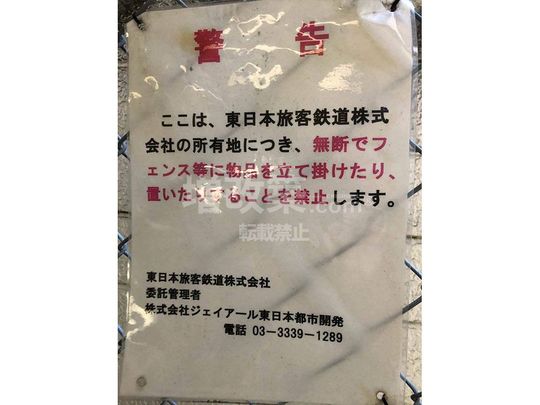 警告
ここは、東日本旅客鉄道株式
会社の所有地につき、無断でフ
ェンス等に物品を立て掛けたり、
置いたりすることを禁止します。
転載禁止
東日本旅客鉄道株式会社
委託管理者
株式会社ジェイアール東日本都市開発
電話 03-3339-1289